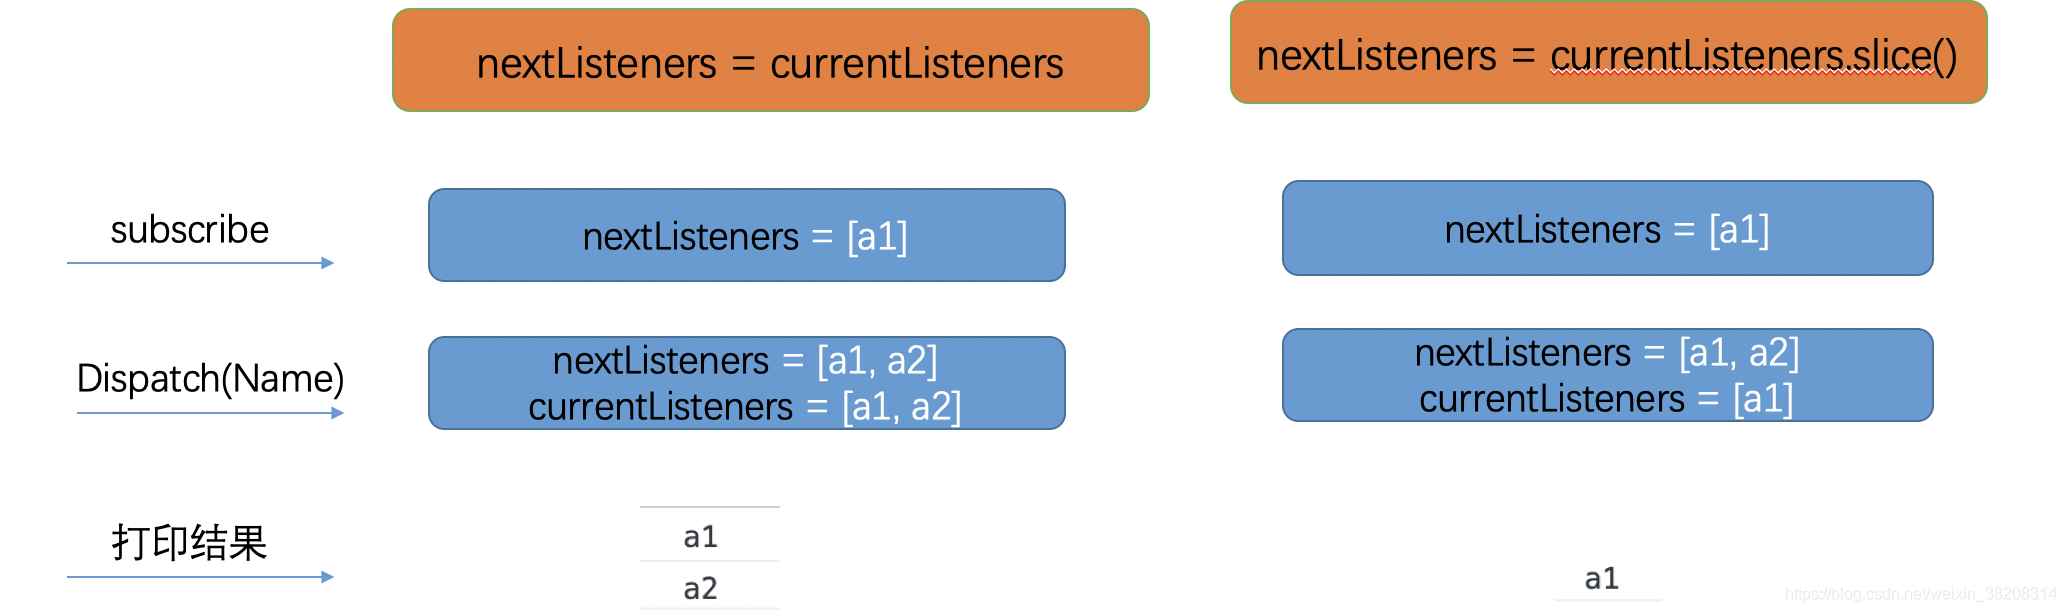 nextListeners = currentListeners
nextListeners = currentListeners.slice()
subscribe
nextListeners = [a1]
nextListeners = [a1]
Dispatch(Name)
nextListeners = [a1, a2]
currentListeners = [a1, a2]
nextListeners = [a1, a2]
currentListeners = [a1]
打印结果
a1
a2
a1
https://blog.csdn.net/weixin_38208314